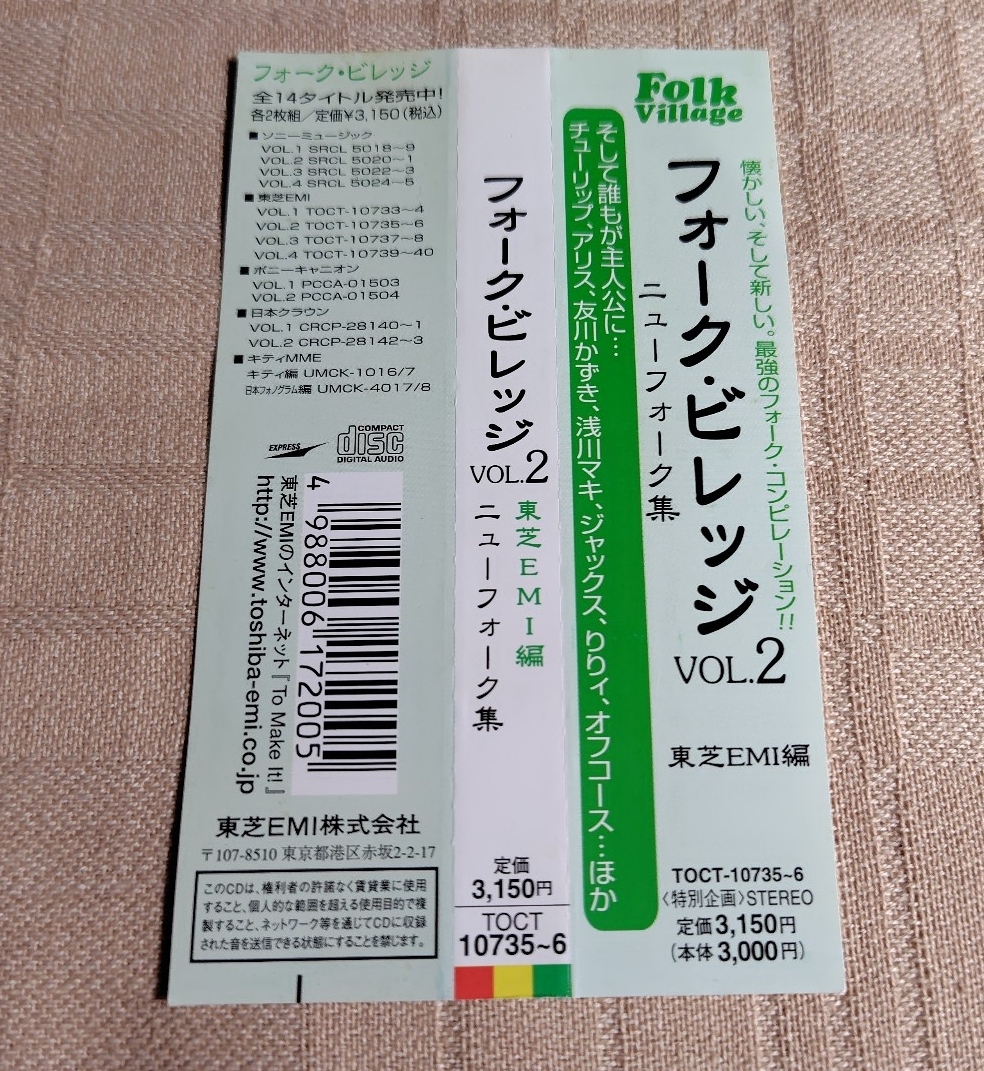 フォーク・ビレッジ
全14タイトル発売中!
各2枚組／定価¥3,150(税込)
■ソニーミュージック
VOL.1 SRCL 5018〜9
VOL.2 SRCL 5020〜1
VOL.3 SRCL 5022〜3
VOL.4 SRCL 5024〜5
■東芝EMI
VOL.1 TOCT-10733〜4
VOL.2 TOCT-10735〜6
VOL.3 TOCT-10737〜8
VOL.4 TOCT-10739〜40
■ポニーキャニオン
VOL.1 PCCA-01503
VOL.2 PCCA-01504
■日本クラウン
VOL.1 CRCP-28140〜1
VOL.2 CRCP-28142〜3
■キティMME
キティ編 UMCK-1016/7
日本フォノグラム編 UMCK-4017/8
EXPRESS
COMPACT
disc
DIGITAL AUDIO
4 988006 172005
東芝EMIのインターネット『To Make It!』
http://www.toshiba-emi.co.jp
東芝EMI株式会社
〒107-8510 東京都港区赤坂2-2-17
このCDは、権利者の許諾なく賃貸業に使用
すること、個人的な範囲を超える使用目的で複
製すること、ネットワーク等を通じてCDに収録
された音を送信できる状態にすることを禁じます。
フォーク・ビレッジ
VOL.2
東芝EMI編
ニューフォーク集
定価
3,150円
TOCT
10735~6
Folk
Village
懐かしい、そして新しい。最強のフォーク・コンピレーション!!
フォーク・ビレッジ
VOL.2
ニューフォーク集
そして誰もが主人公に…
チューリップ、アリス、友川かずき、浅川マキ、ジャックス、りりィ、オフコース…ほか
東芝EMI編
TOCT-10735~6
〈特別企画〉STEREO
定価3,150円
(本体3,000円)